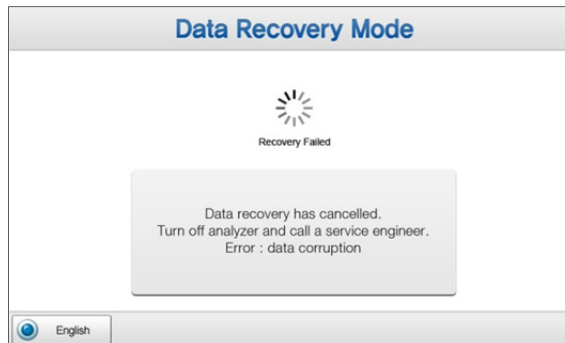 Data Recovery Mode
Recovery Failed
Data recovery has cancelled.
Turn off analyzer and call a service engineer.
Error : data corruption
English